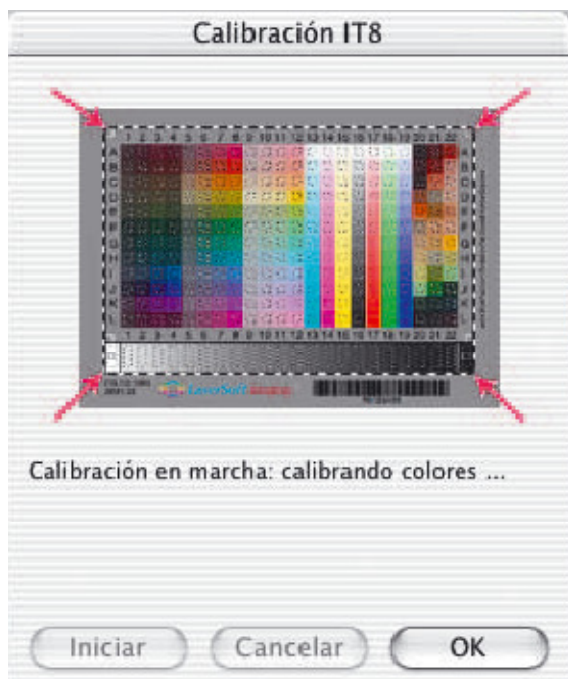 Calibración IT8
1 2 3 4 5 6 7 8 9 10 11 12 13 14 15 16 17 18 19 20 21 22
A A
B B
C C
D D
E E
F F
G G
H H
I I
J J
K K
L L
1 2 3 4 5 6 7 8 9 10 11 12 13 14 15 16 17 18 19 20 21 22
LaserSoft
Calibración en marcha: calibrando colores ...
Iniciar Cancelar OK